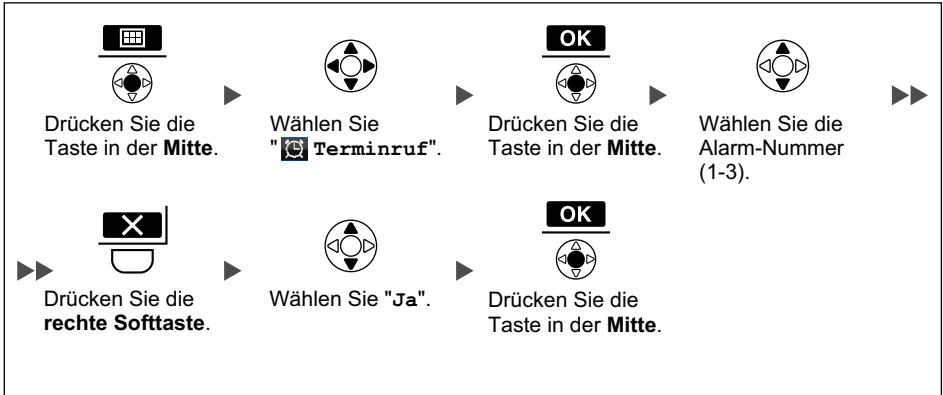 OK
Drücken Sie die
Taste in der Mitte.
Wählen Sie
" Terminruf".
Drücken Sie die
Taste in der Mitte.
Wählen Sie die
Alarm-Nummer
(1-3).
OK
Drücken Sie die
rechte Softtaste.
Wählen Sie "Ja".
Drücken Sie die
Taste in der Mitte.